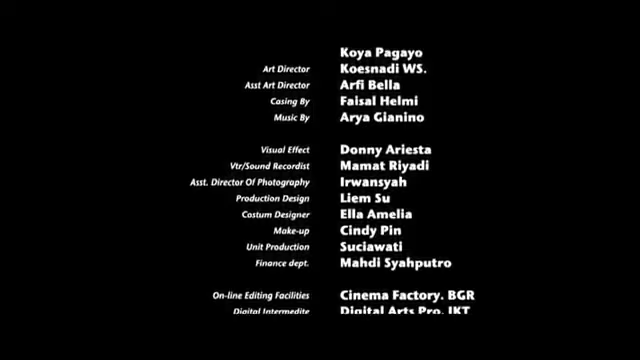 Koya Pagayo
Art Director Koesnadi WS.
Asst Art Director Arfi Bella
Casing By Faisal Helmi
Music By Arya Gianino
Visual Effect Donny Ariesta
Vtr/Sound Recordist Mamat Riyadi
Asst. Director Of Photography Irwansyah
Production Design Liem Su
Costum Designer Ella Amelia
Make-up Cindy Pin
Unit Production Suciawati
Finance dept. Mahdi Syahputro
On-line Editing Facilities Cinema Factory. BGR
Digital Intermedite Digital Arts Pro. JKT